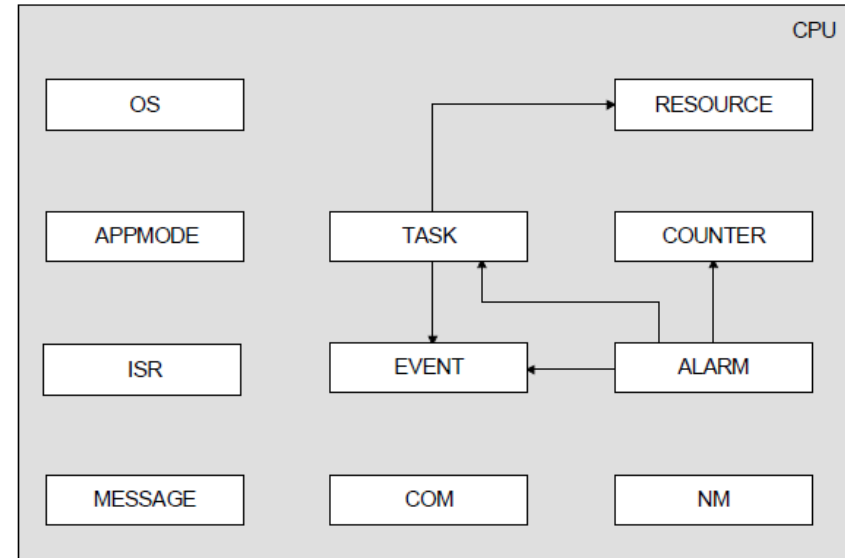 CPU
OS
RESOURCE
APPMODE
TASK
COUNTER
ISR
EVENT
ALARM
MESSAGE
COM
NM